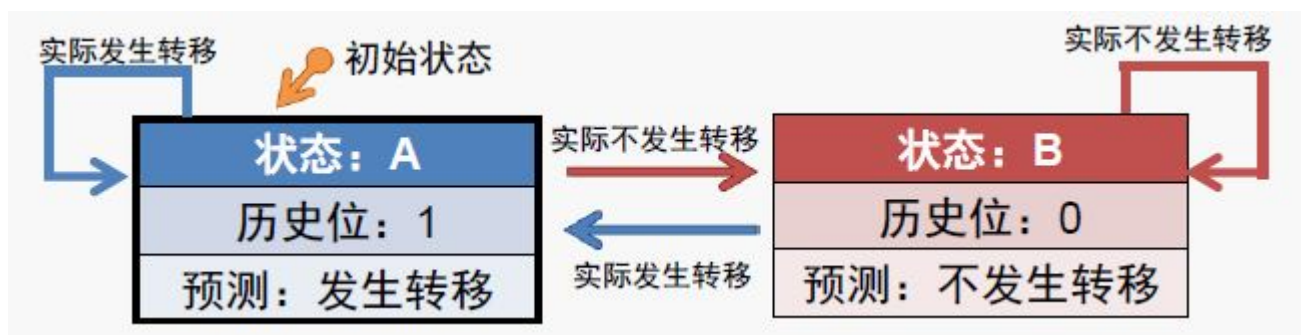 实际发生转移
初始状态
实际不发生转移
状态：A
历史位：1
预测：发生转移
实际不发生转移
实际发生转移
状态：B
历史位：0
预测：不发生转移